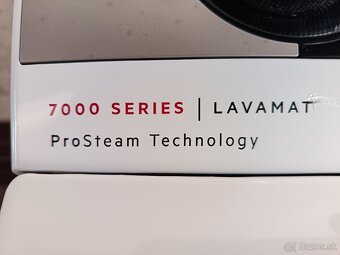 7000 SERIES | LAVAMAT
ProSteam Technology
Bazos.sk